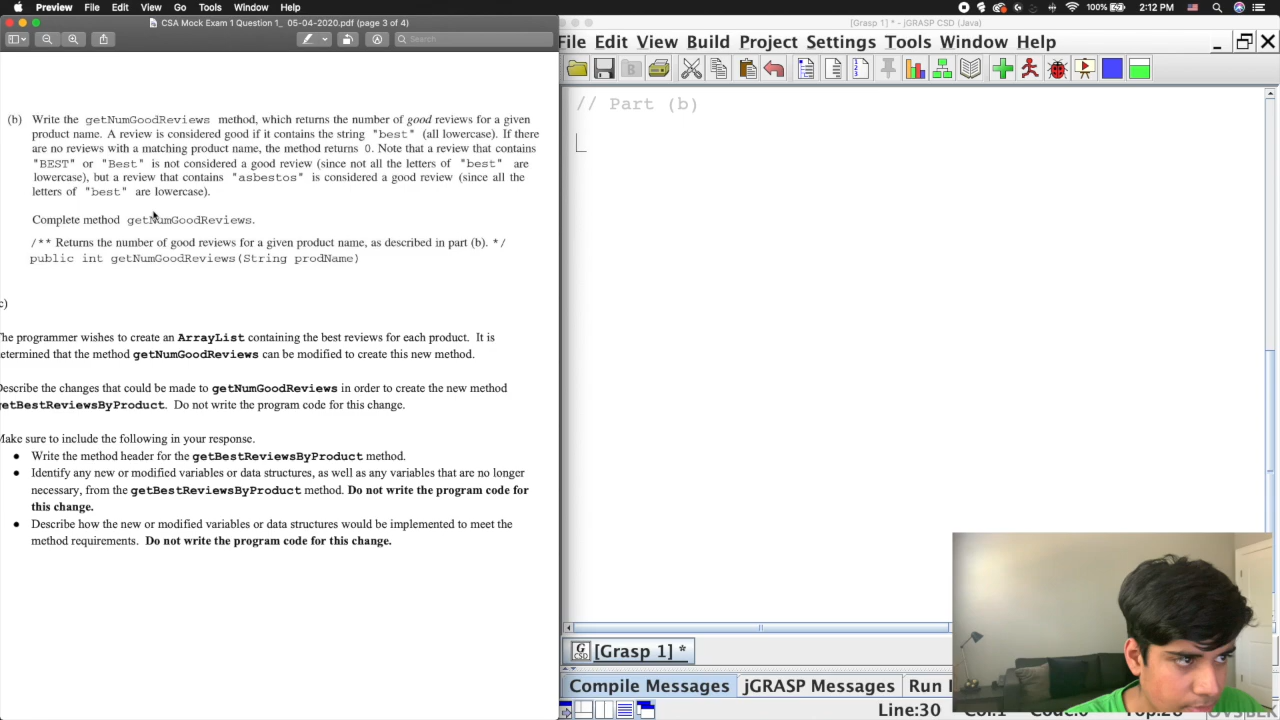 Preview File Edit View Go Tools Window Help
100% Sat 2:12 PM
CSA Mock Exam 1 Question 1_ 05-04-2020.pdf (page 3 of 4)
Search
(b) Write the getNumGoodReviews method, which returns the number of good reviews for a given
product name. A review is considered good if it contains the string "best" (all lowercase). If there
are no reviews with a matching product name, the method returns 0. Note that a review that contains
"BEST" or "Best" is not considered a good review (since not all the letters of "best" are
lowercase), but a review that contains "asbestos" is considered a good review (since all the
letters of "best" are lowercase).
Complete method getNumGoodReviews.
/** Returns the number of good reviews for a given product name, as described in part (b). */
public int getNumGoodReviews(String prodName)
c)
he programmer wishes to create an ArrayList containing the best reviews for each product. It is
etermined that the method getNumGoodReviews can be modified to create this new method.
escribe the changes that could be made to getNumGoodReviews in order to create the new method
etBestReviewsByProduct. Do not write the program code for this change.
ake sure to include the following in your response.
● Write the method header for the getBestReviewsByProduct method.
● Identify any new or modified variables or data structures, as well as any variables that are no longer
necessary, from the getBestReviewsByProduct method. Do not write the program code for
this change.
● Describe how the new or modified variables or data structures would be implemented to meet the
method requirements. Do not write the program code for this change.
[Grasp 1] * - jGRASP CSD (Java)
File Edit View Build Project Settings Tools Window Help
// Part (b)
[Grasp 1] *
Compile Messages jGRASP Messages Run I
Line:30 Col:1 Code:0 Top:26
OVS BLK